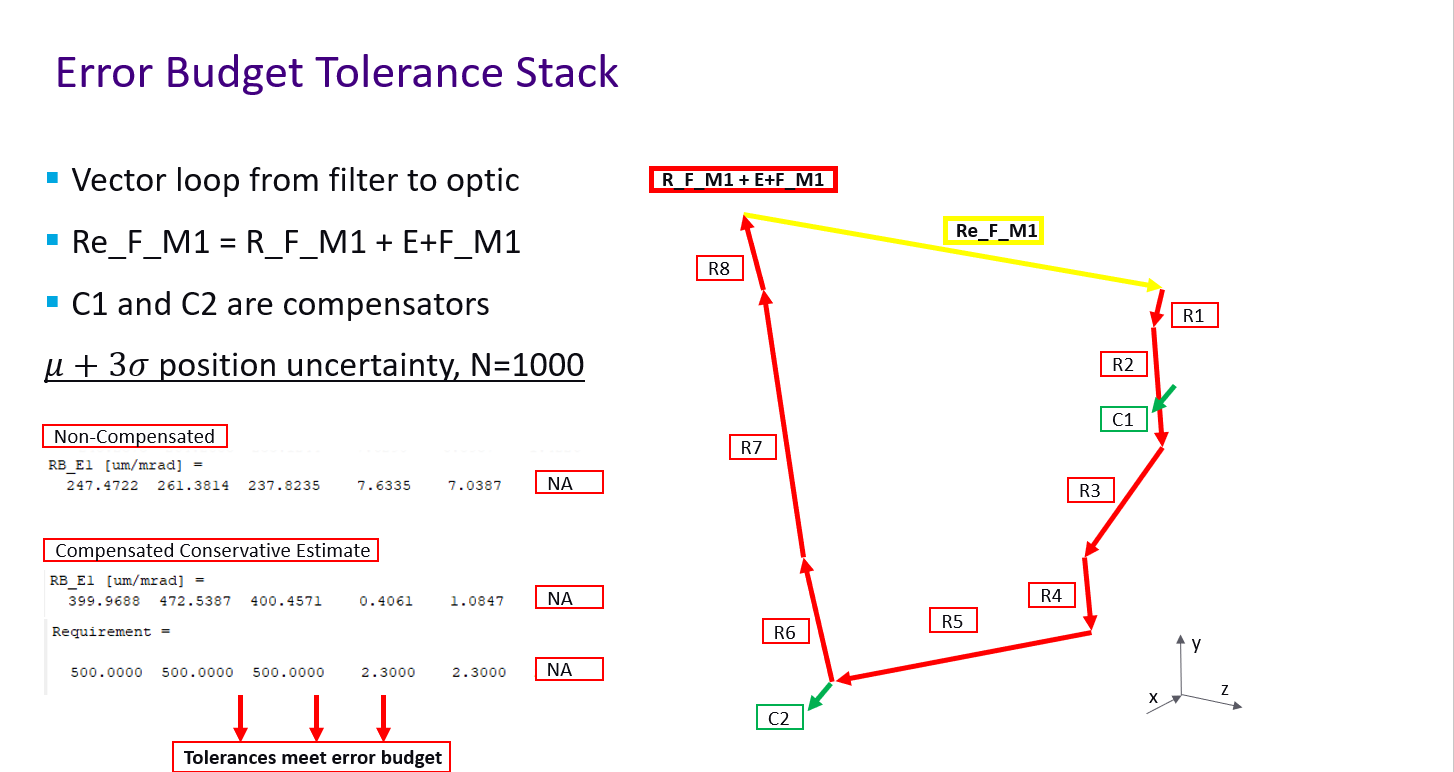 Error Budget Tolerance Stack
Vector loop from filter to optic
Re_F_M1 = R_F_M1 + E+F_M1
C1 and C2 are compensators
μ + 3σ position uncertainty, N=1000
Non-Compensated
RB_E1 [um/mrad] =
247.4722 261.3814 237.8235 7.6335 7.0387 NA
Compensated Conservative Estimate
RB_E1 [um/mrad] =
399.9688 472.5387 400.4571 0.4061 1.0847 NA
Requirement =
500.0000 500.0000 500.0000 2.3000 2.3000 NA
Tolerances meet error budget
R_F_M1 + E+F_M1
Re_F_M1
R8
R1
R2
C1
R7
R3
R4
R5
R6
C2
y
x
z